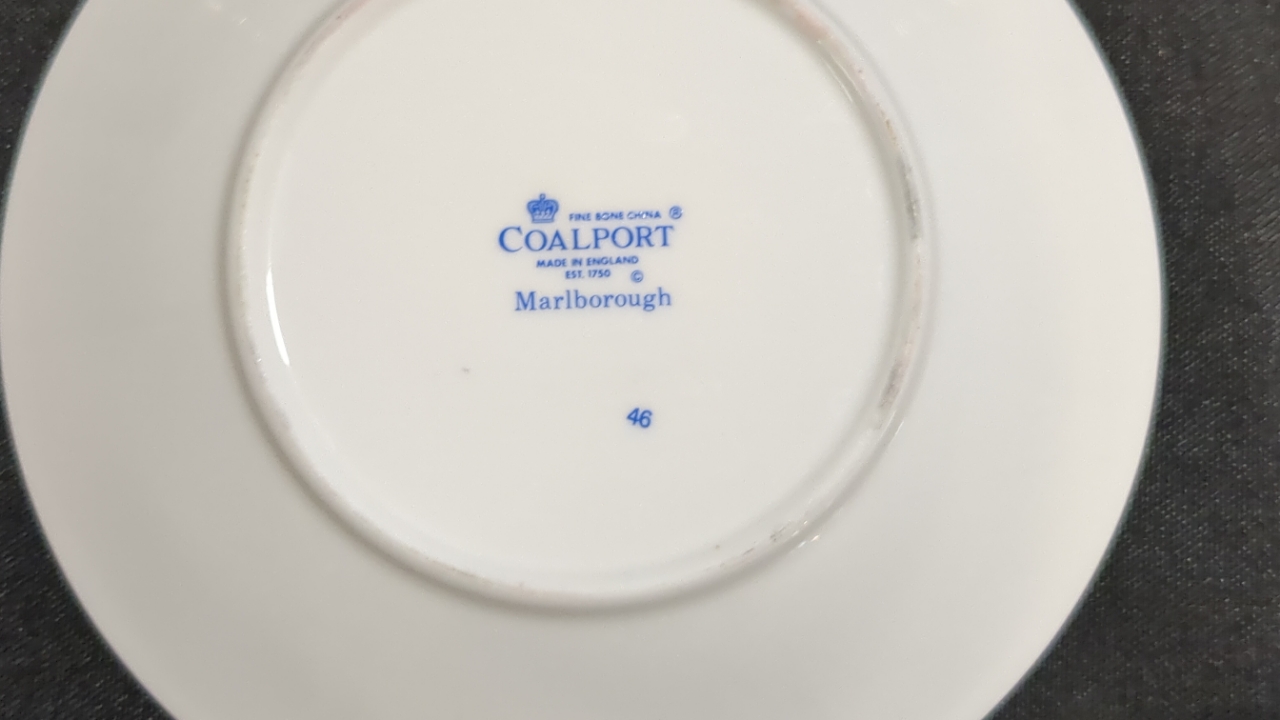 FINE BONE CHINA ®
COALPORT
MADE IN ENGLAND
EST. 1750 ©
Marlborough
46